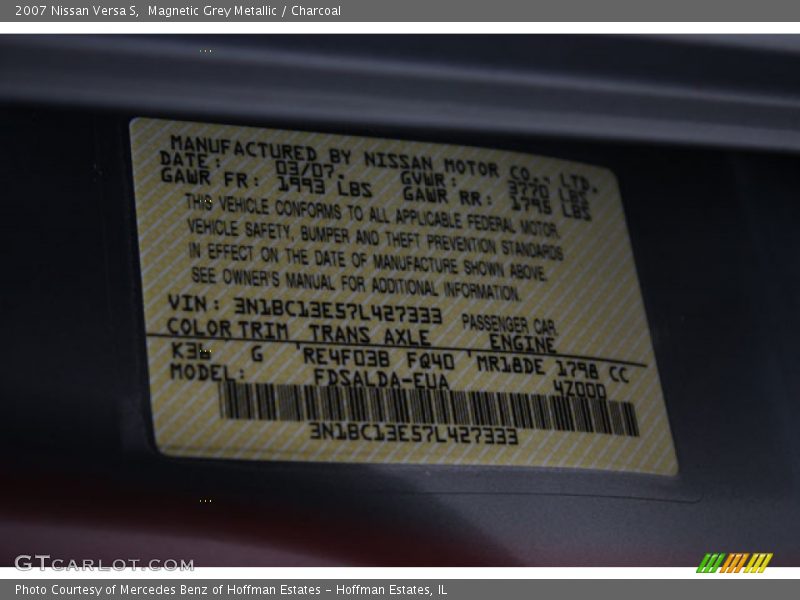 2007 Nissan Versa S,  Magnetic Grey Metallic / Charcoal
MANUFACTURED BY NISSAN MOTOR CO., LTD.
DATE: 03/07. GVWR: 3770 LBS
GAWR FR: 1993 LBS GAWR RR: 1795 LBS
THIS VEHICLE CONFORMS TO ALL APPLICABLE FEDERAL MOTOR
VEHICLE SAFETY, BUMPER AND THEFT PREVENTION STANDARDS
IN EFFECT ON THE DATE OF MANUFACTURE SHOWN ABOVE.
SEE OWNER'S MANUAL FOR ADDITIONAL INFORMATION.
VIN: 3N1BC13E57L427333 PASSENGER CAR
COLOR TRIM TRANS AXLE ENGINE
K36 G RE4F03B FQ40 MR18DE 1798 CC
MODEL: FDSALDA-EUA 4Z000
3N1BC13E57L427333
GTCARLOT.COM
Photo Courtesy of Mercedes Benz of Hoffman Estates - Hoffman Estates, IL